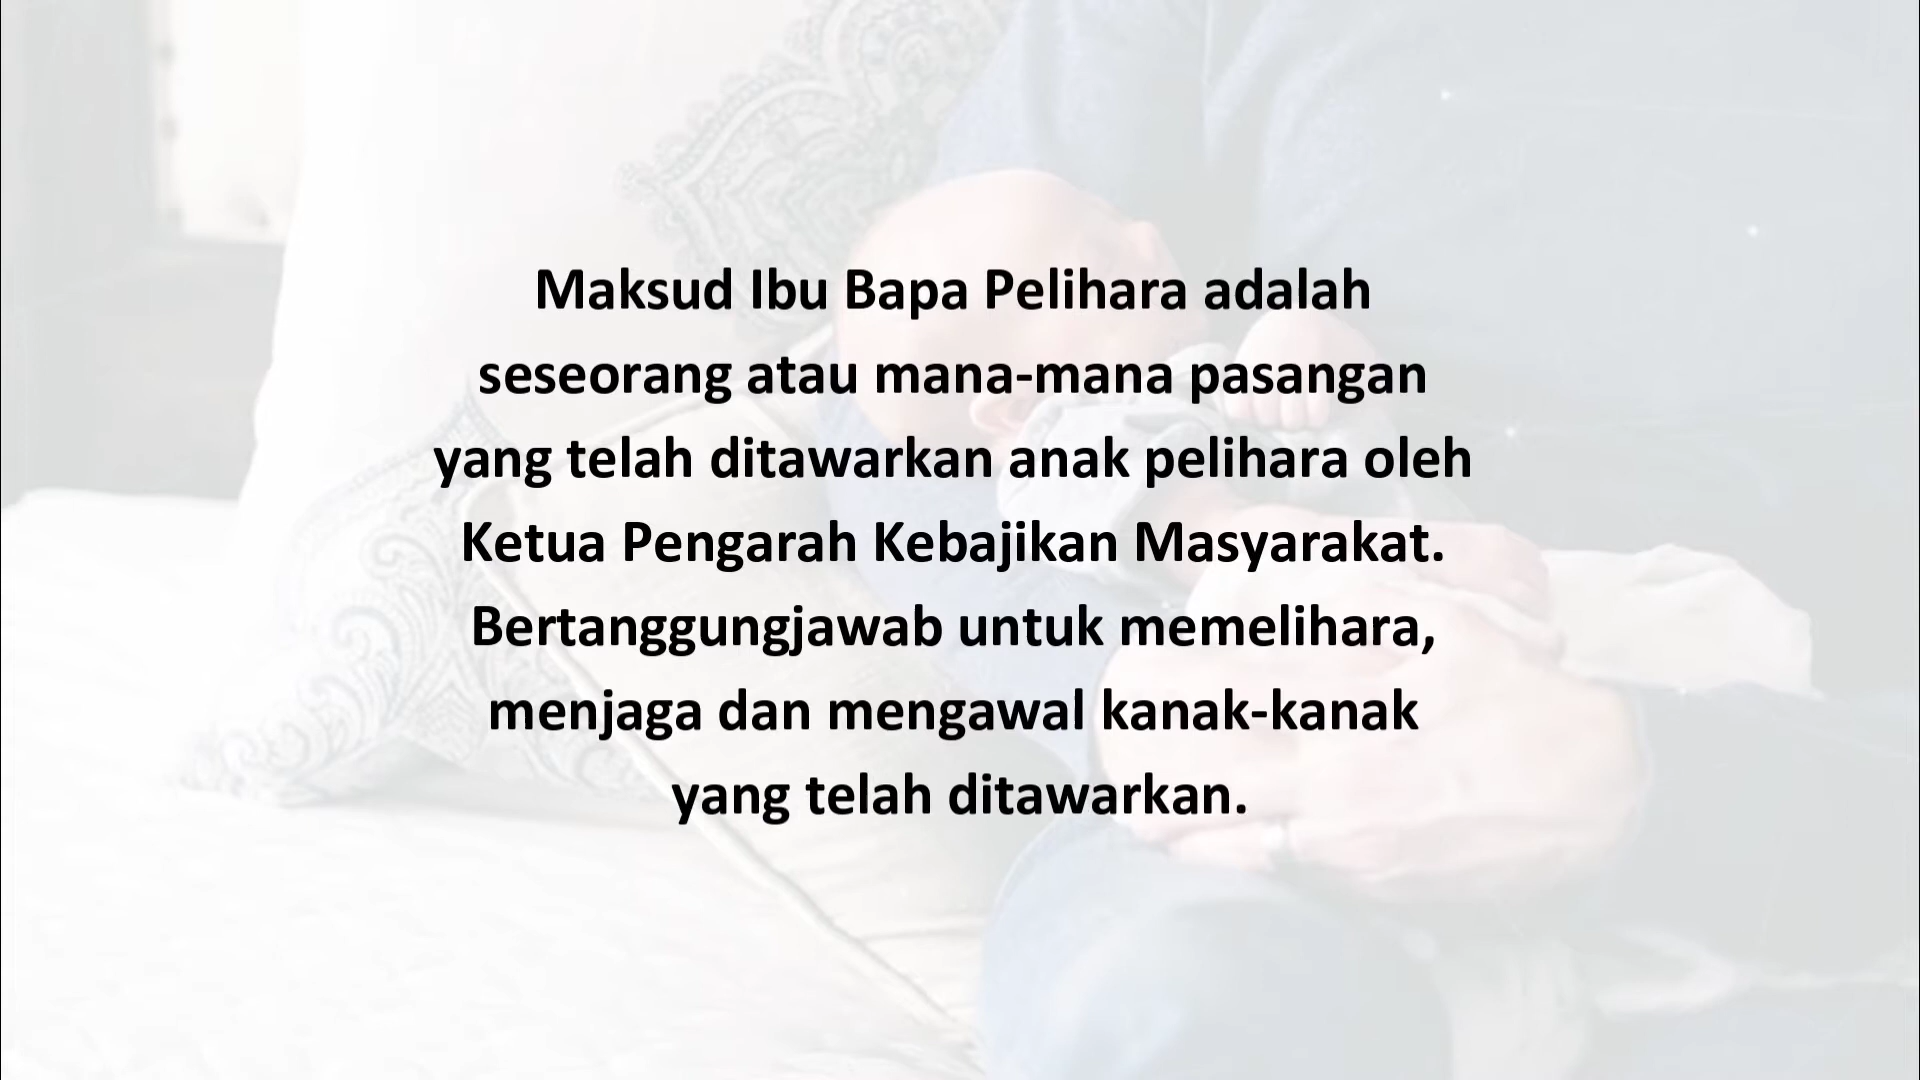 Maksud Ibu Bapa Pelihara adalah
seseorang atau mana-mana pasangan
yang telah ditawarkan anak pelihara oleh
Ketua Pengarah Kebajikan Masyarakat.
Bertanggungjawab untuk memelihara,
menjaga dan mengawal kanak-kanak
yang telah ditawarkan.